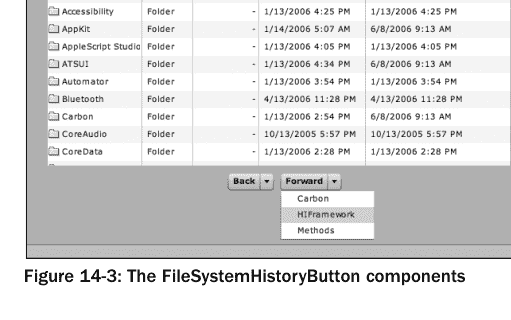 Accessibility Folder - 1/13/2006 4:25 PM 1/13/2006 4:25 PM
AppKit Folder - 1/14/2006 5:07 AM 6/8/2006 9:13 AM
AppleScript Studio Folder - 1/13/2006 4:05 PM 1/13/2006 4:05 PM
ATSUI Folder - 1/13/2006 4:34 PM 6/8/2006 9:13 AM
Automator Folder - 1/13/2006 3:54 PM 1/13/2006 3:54 PM
Bluetooth Folder - 4/13/2006 11:28 PM 4/13/2006 11:28 PM
Carbon Folder - 1/13/2006 2:54 PM 6/8/2006 9:13 AM
CoreAudio Folder - 10/13/2005 5:57 PM 10/13/2005 5:57 PM
CoreData Folder - 1/13/2006 2:28 PM 1/13/2006 2:28 PM
Back Forward
Carbon
HIFramework
Methods
Figure 14-3: The FileSystemHistoryButton components